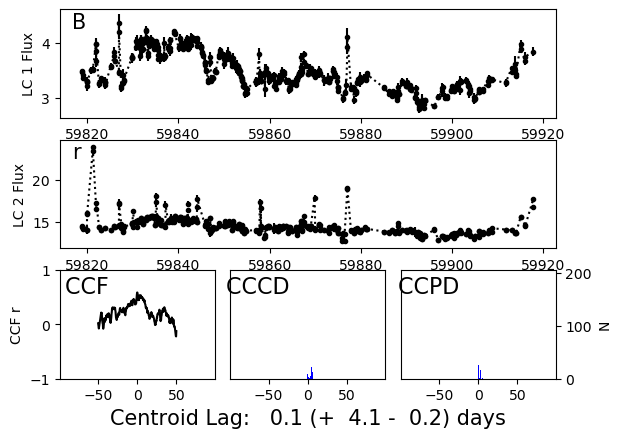 B
LC 1 Flux
4
3
59820 59840 59860 59880 59900 59920
r
LC 2 Flux
20
15
59820 59840 59860 59880 59900 59920
CCF CCCD CCPD
CCF r
1
0
−1
200
100
0
N
−50 0 50 −50 0 50 −50 0 50
Centroid Lag: 0.1 (+ 4.1 - 0.2) days